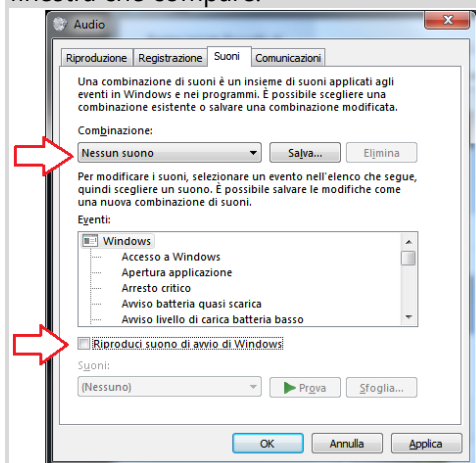 finestra che compare.
Audio
Riproduzione Registrazione Suoni Comunicazioni
Una combinazione di suoni è un insieme di suoni applicati agli
eventi in Windows e nei programmi. È possibile scegliere una
combinazione esistente o salvare una combinazione modificata.
Combinazione:
Nessun suono Salva... Elimina
Per modificare i suoni, selezionare un evento nell'elenco che segue,
quindi scegliere un suono. È possibile salvare le modifiche come
una nuova combinazione di suoni.
Eventi:
Windows
Accesso a Windows
Apertura applicazione
Arresto critico
Avviso batteria quasi scarica
Avviso livello di carica batteria basso
Riproduci suono di avvio di Windows
Suoni:
(Nessuno) Prova Sfoglia...
OK Annulla Applica